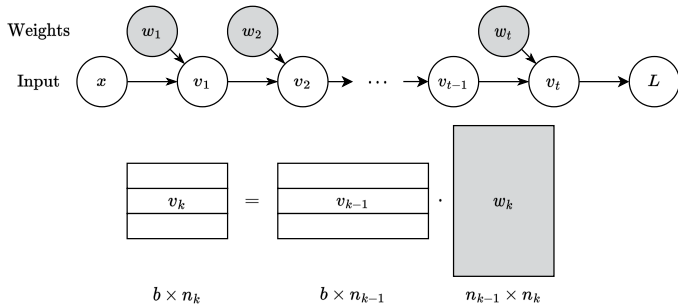 Weights w₁ w₂ wₜ
Input x v₁ v₂ ⋯ vₜ₋₁ vₜ L
vₖ = vₖ₋₁ · wₖ
b × nₖ b × nₖ₋₁ nₖ₋₁ × nₖ